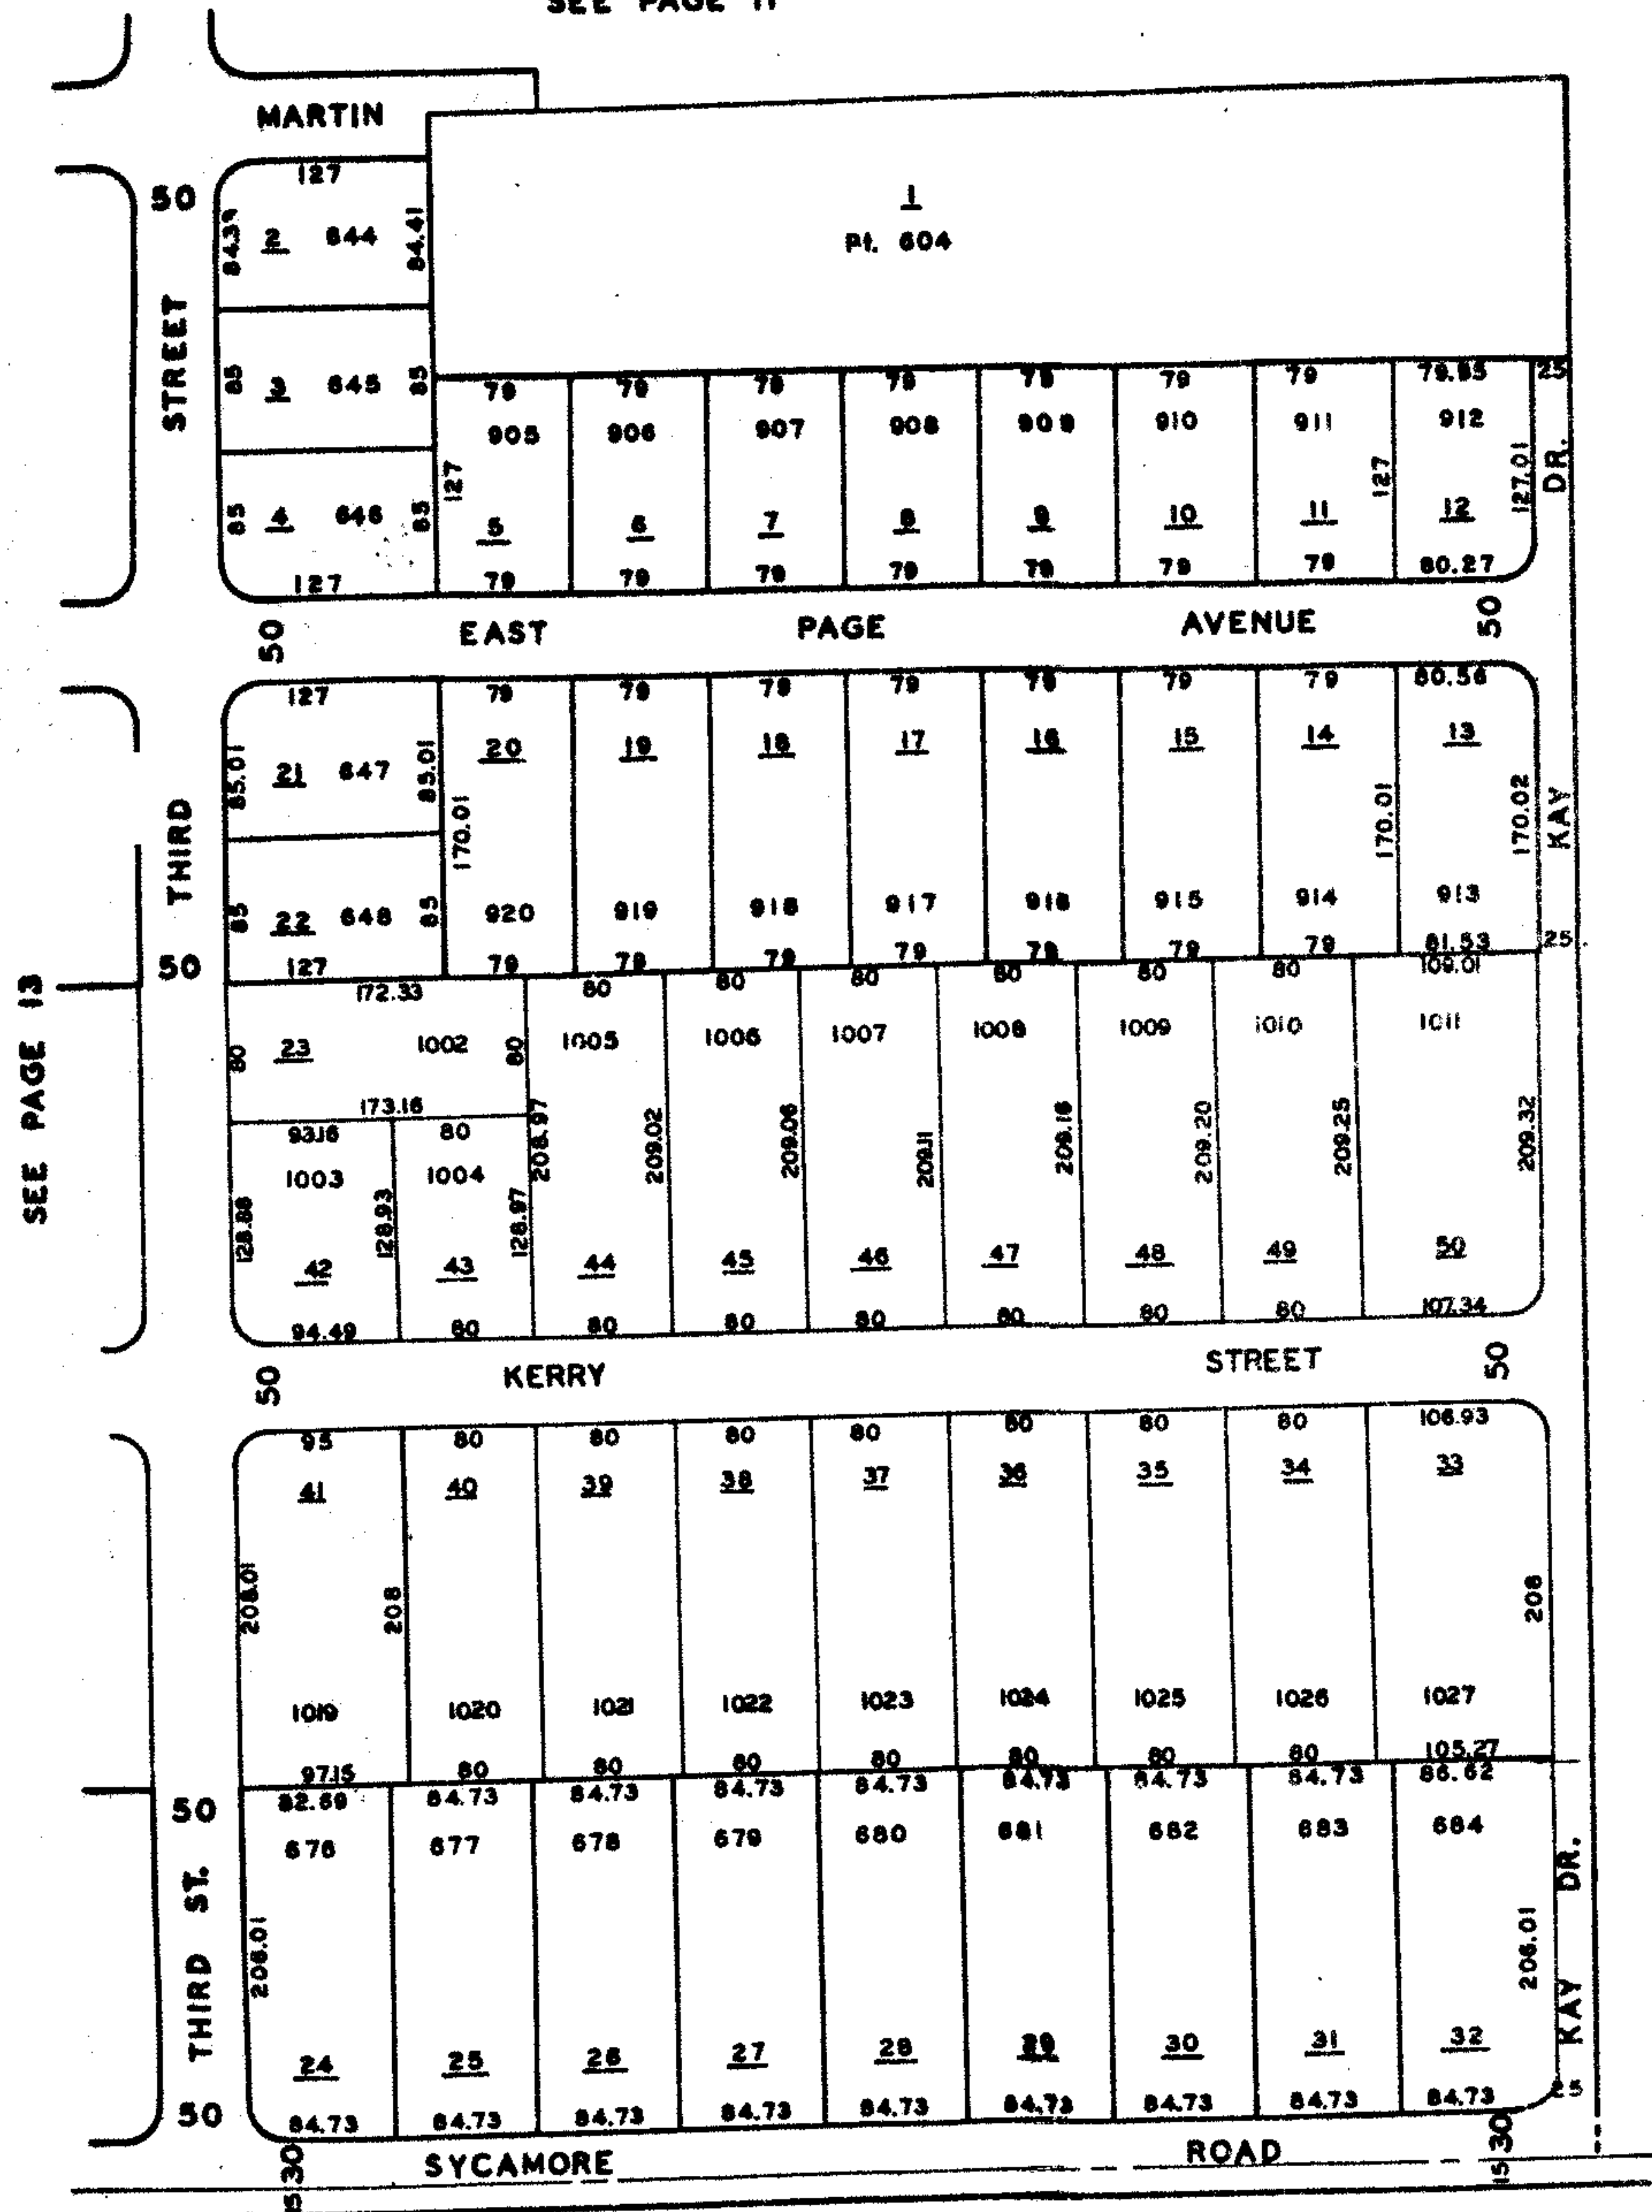 SEE PAGE 11
MARTIN
50
STREET
127
84.39
2 644
84.41
1
Pt. 604
85
3 645
85
85
4 646
85
127
79 79 79 79 79 79 79 79.85 25
905 906 907 908 909 910 911 912
127 127 127.01 DR.
5 6 7 8 9 10 11 12
79 79 79 79 79 79 79 80.27
50 EAST PAGE AVENUE 50
127 79 79 79 79 79 79 79 80.56
20 19 18 17 16 15 14 13
85.01 21 647 85.01
170.01 170.01 170.02 KAY
THIRD
85 22 648 85
920 919 918 917 916 915 914 913
127 79 79 79 79 79 79 79 81.53 25
50
SEE PAGE 13
172.33 80 80 80 80 80 80 109.01
80 23 1002 80
1005 1006 1007 1008 1009 1010 1011
173.16
93.16 80
1003 1004
208.97 209.02 209.06 209.11 209.16 209.20 209.25 209.32
128.88 128.93 128.97
42 43 44 45 46 47 48 49 50
94.49 80 80 80 80 80 80 80 107.34
50 KERRY STREET 50
95 80 80 80 80 80 80 80 106.93
41 40 39 38 37 36 35 34 33
208.01 208 208
1019 1020 1021 1022 1023 1024 1025 1026 1027
97.15 80 80 80 80 80 80 80 105.27
50
82.69 84.73 84.73 84.73 84.73 84.73 84.73 84.73 86.62
676 677 678 679 680 681 682 683 684
THIRD ST.
206.01 206.01
KAY DR.
24 25 26 27 28 29 30 31 32
50
84.73 84.73 84.73 84.73 84.73 84.73 84.73 84.73 84.73 25
15 30 SYCAMORE ROAD 15 30